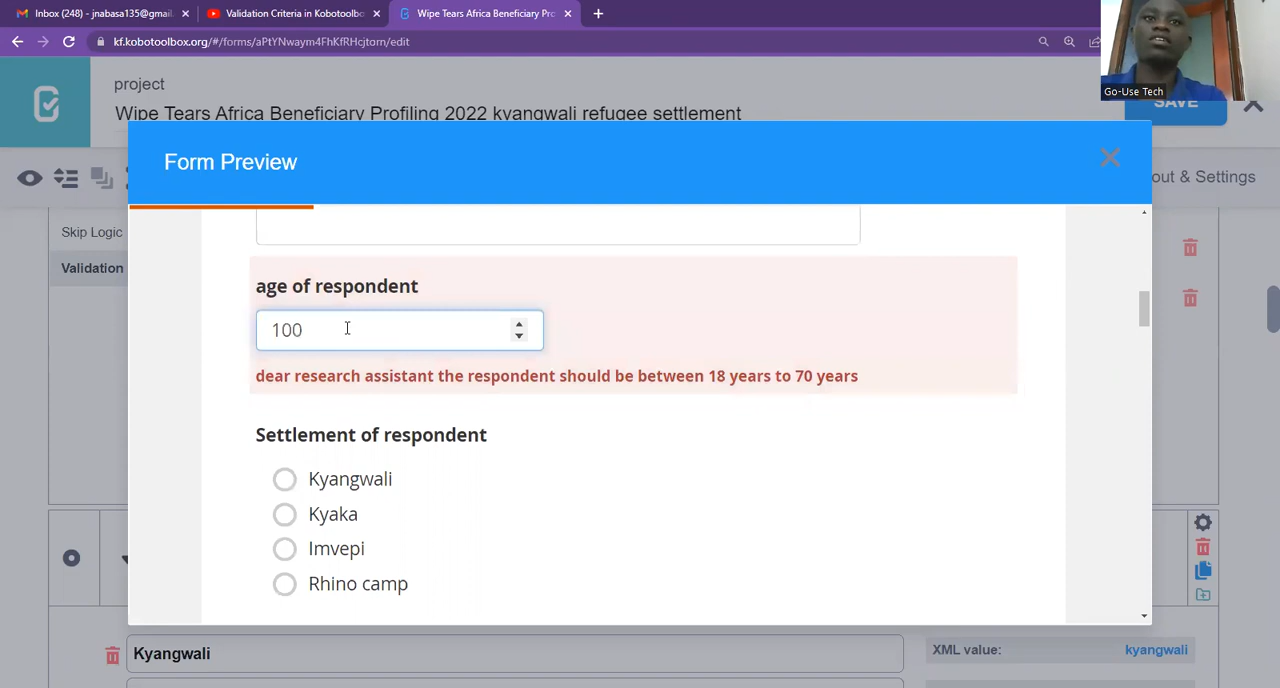 Inbox (248) - jnabasa135@gmail.
Validation Criteria in Kobotoolbo
Wipe Tears Africa Beneficiary Pro
kf.kobotoolbox.org/#/forms/aPtYNwaym4FhKfRHcjtorn/edit
Go-Use Tech
project
Wipe Tears Africa Beneficiary Profiling 2022 kyangwali refugee settlement
SAVE
Form Preview
out & Settings
Skip Logic
Validation
age of respondent
100
dear research assistant the respondent should be between 18 years to 70 years
Settlement of respondent
Kyangwali
Kyaka
Imvepi
Rhino camp
Kyangwali
XML value:
kyangwali